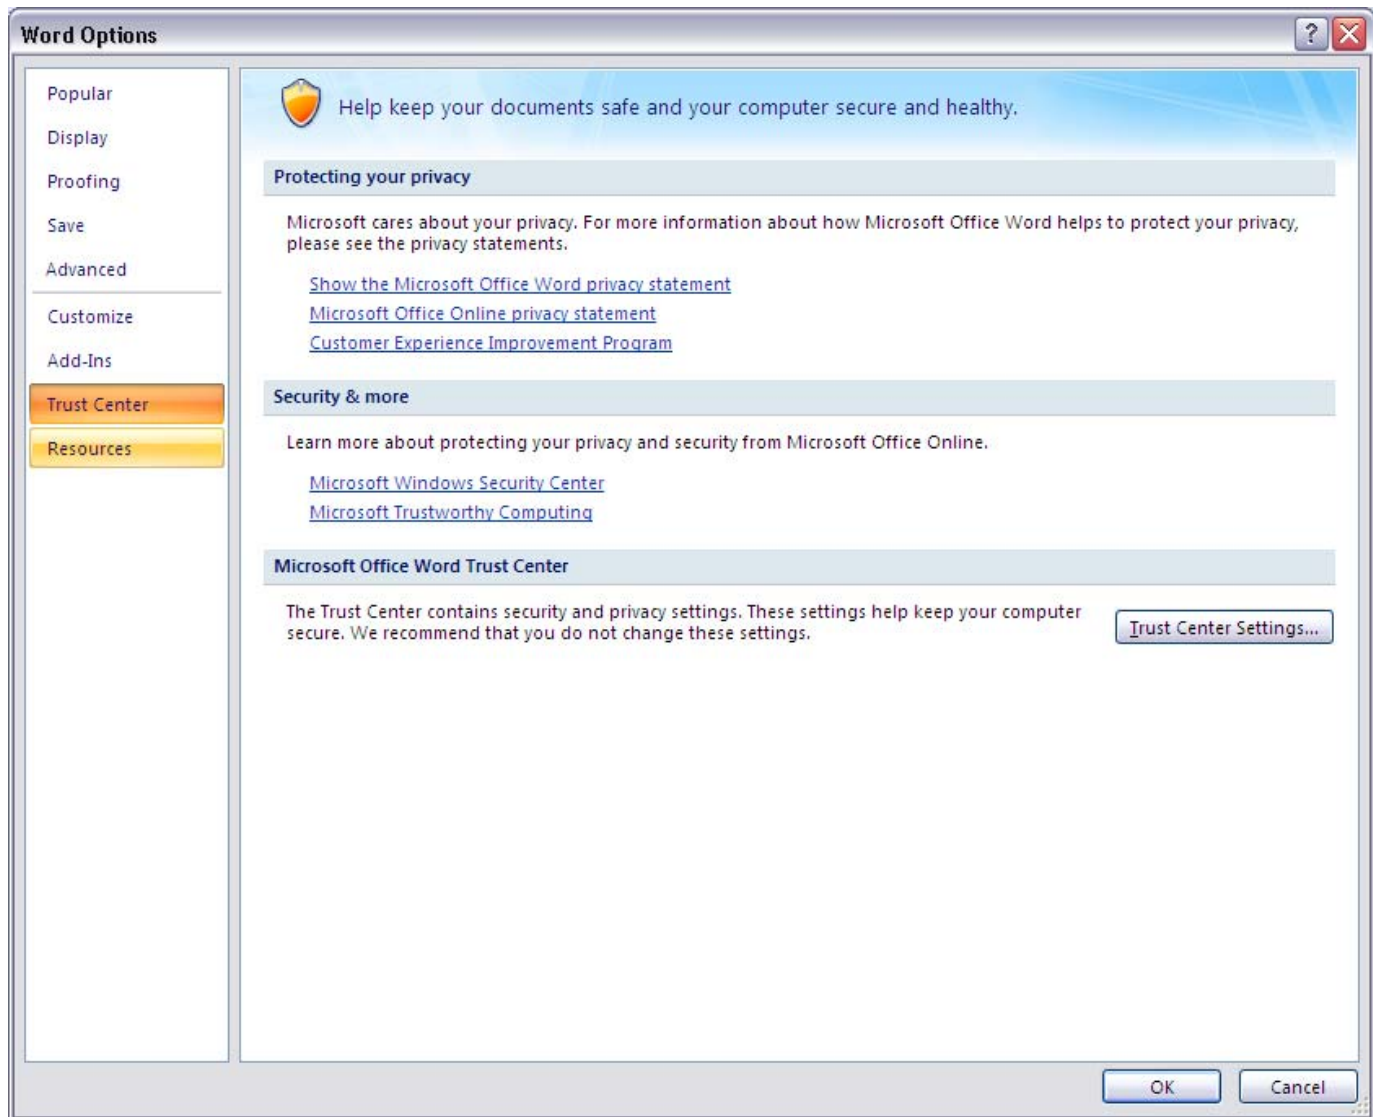 Word Options
Popular
Display
Proofing
Save
Advanced
Customize
Add-Ins
Trust Center
Resources
Help keep your documents safe and your computer secure and healthy.
Protecting your privacy
Microsoft cares about your privacy. For more information about how Microsoft Office Word helps to protect your privacy,
please see the privacy statements.
Show the Microsoft Office Word privacy statement
Microsoft Office Online privacy statement
Customer Experience Improvement Program
Security & more
Learn more about protecting your privacy and security from Microsoft Office Online.
Microsoft Windows Security Center
Microsoft Trustworthy Computing
Microsoft Office Word Trust Center
The Trust Center contains security and privacy settings. These settings help keep your computer
secure. We recommend that you do not change these settings.
Trust Center Settings...
OK
Cancel